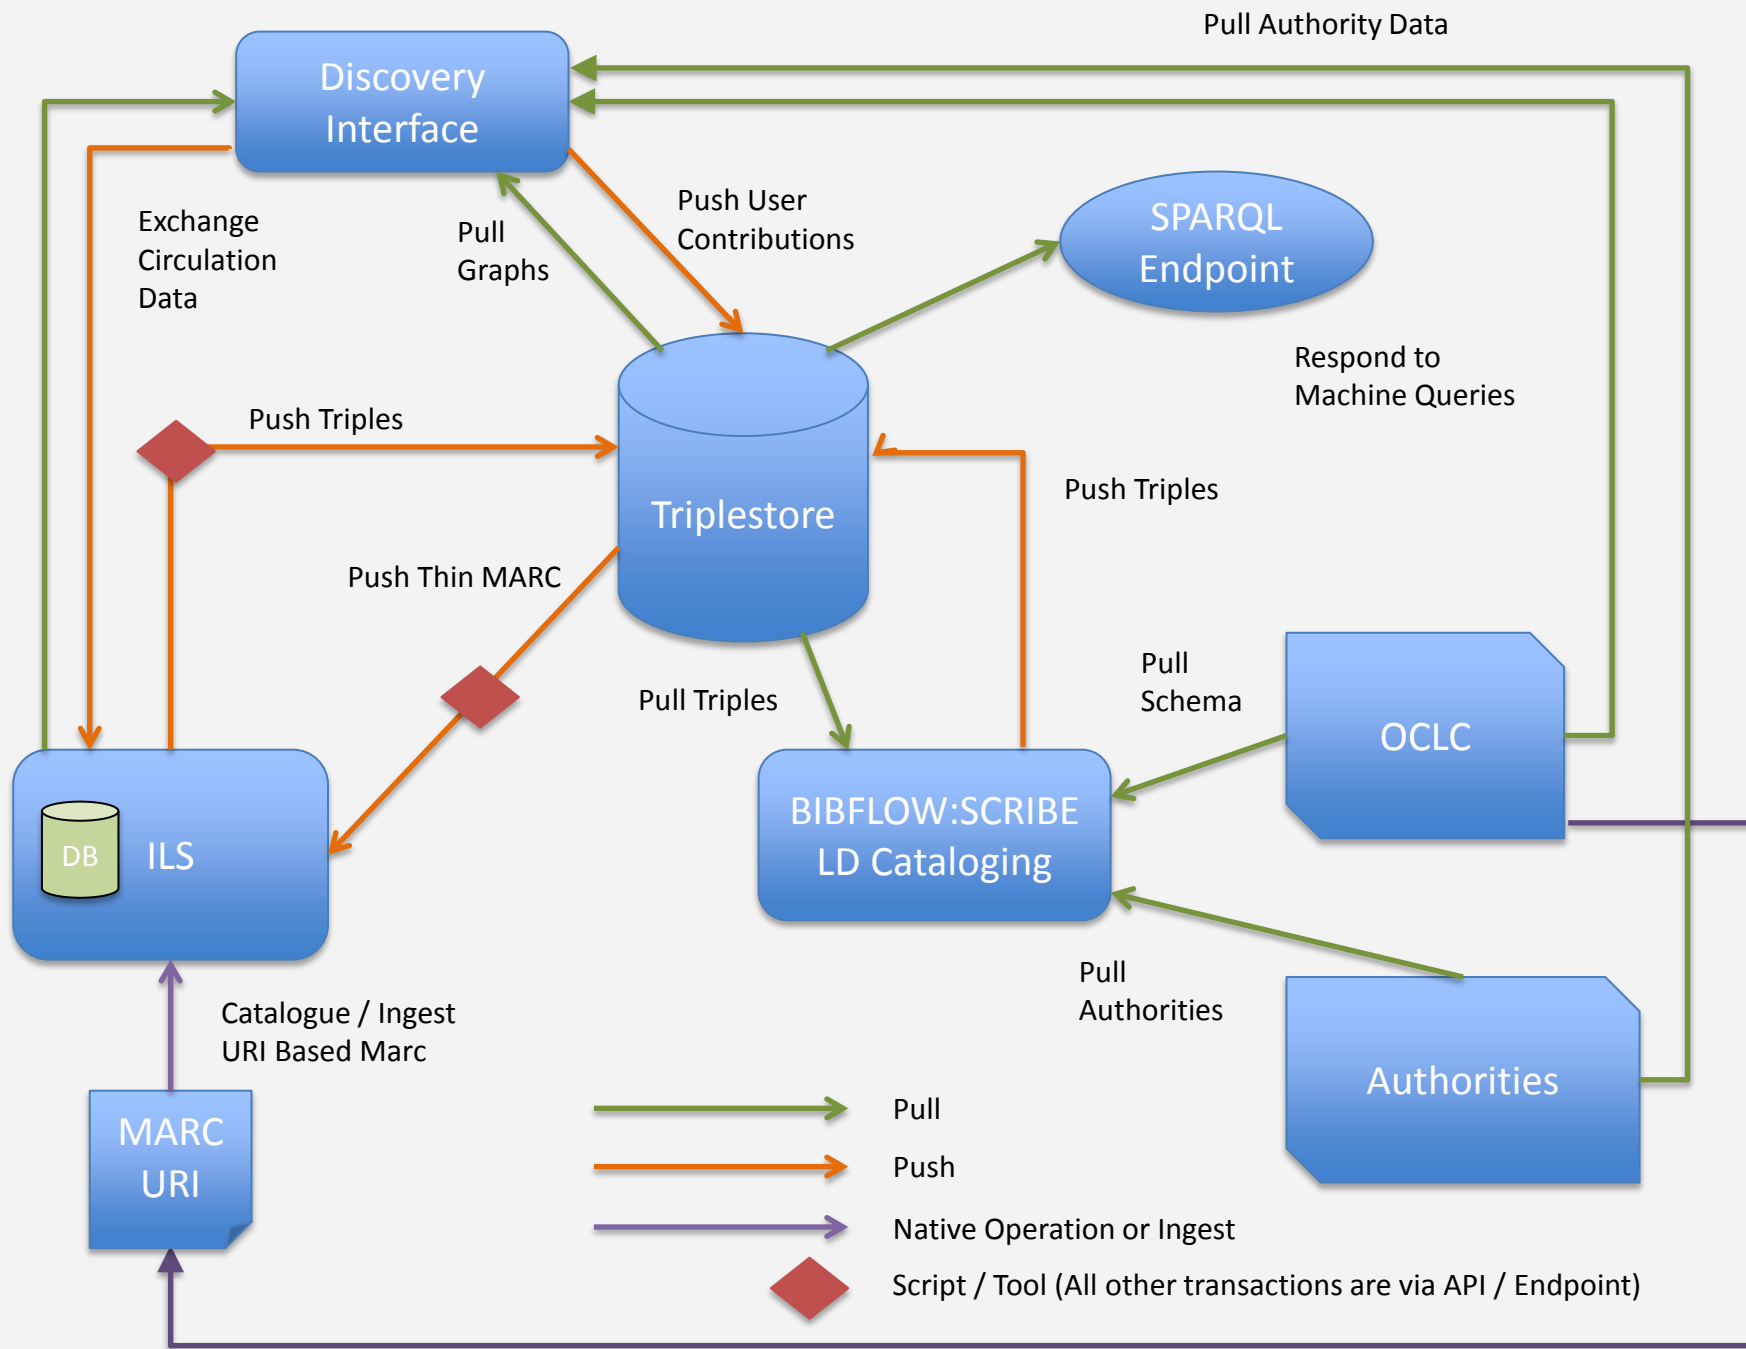 Pull Authority Data
Discovery
Interface
Exchange
Circulation
Data
Pull
Graphs
Push User
Contributions
SPARQL
Endpoint
Respond to
Machine Queries
Push Triples
Triplestore
Push Triples
Push Thin MARC
Pull Triples
Pull
Schema
OCLC
DB
ILS
BIBFLOW:SCRIBE
LD Cataloging
Pull
Authorities
Authorities
Catalogue / Ingest
URI Based Marc
MARC
URI
Pull
Push
Native Operation or Ingest
Script / Tool (All other transactions are via API / Endpoint)